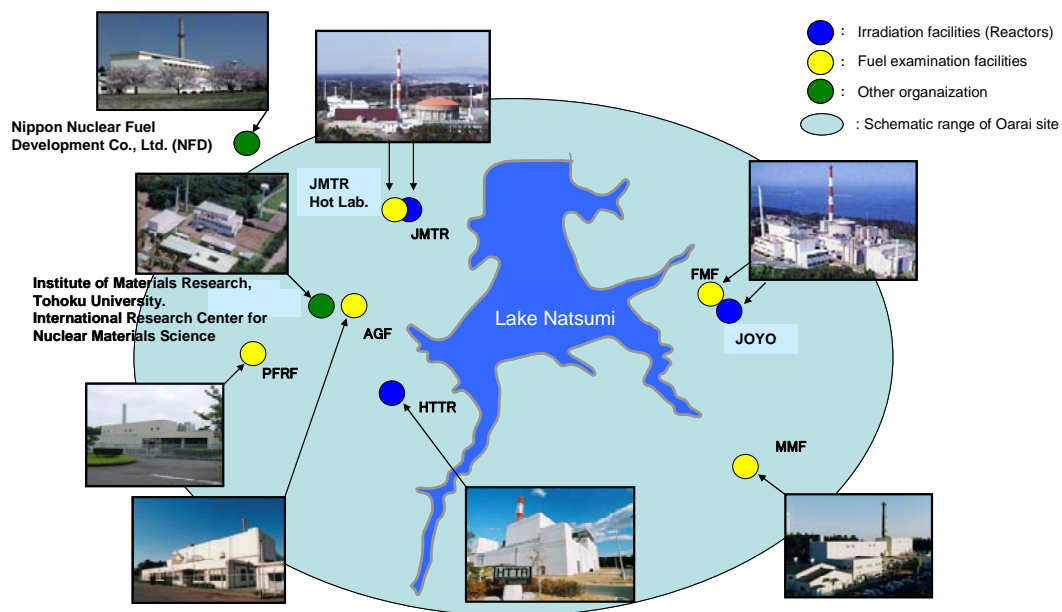 : Irradiation facilities (Reactors)
: Fuel examination facilities
: Other organaization
: Schematic range of Oarai site
Nippon Nuclear Fuel
Development Co., Ltd. (NFD)
JMTR
Hot Lab.
JMTR
Institute of Materials Research,
Tohoku University.
International Research Center for
Nuclear Materials Science
AGF
PFRF
HTTR
Lake Natsumi
FMF
JOYO
MMF
HTTR